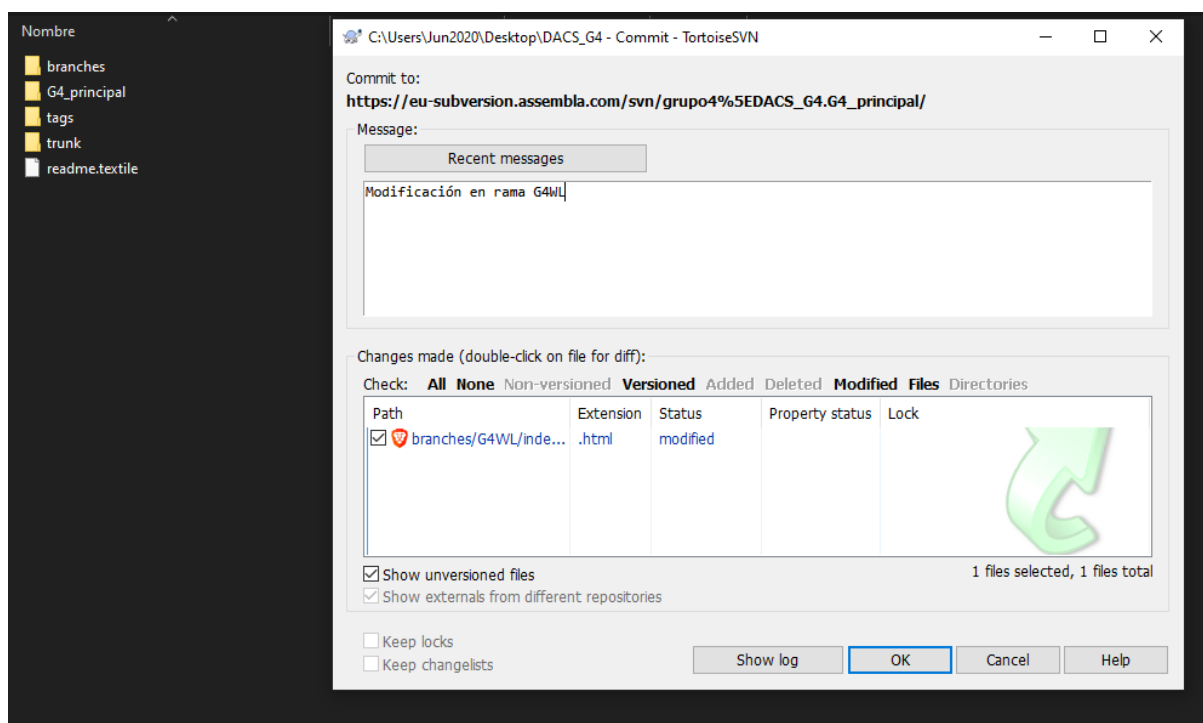 Nombre
branches
G4_principal
tags
trunk
readme.textile
C:\Users\Jun2020\Desktop\DACS_G4 - Commit - TortoiseSVN
Commit to:
https://eu-subversion.assembla.com/svn/grupo4%5EDACS_G4.G4_principal/
Message:
Recent messages
Modificación en rama G4WL
Changes made (double-click on file for diff):
Check: All None Non-versioned Versioned Added Deleted Modified Files Directories
Path Extension Status Property status Lock
branches/G4WL/inde... .html modified
1 files selected, 1 files total
Show unversioned files
Show externals from different repositories
Keep locks
Keep changelists
Show log OK Cancel Help